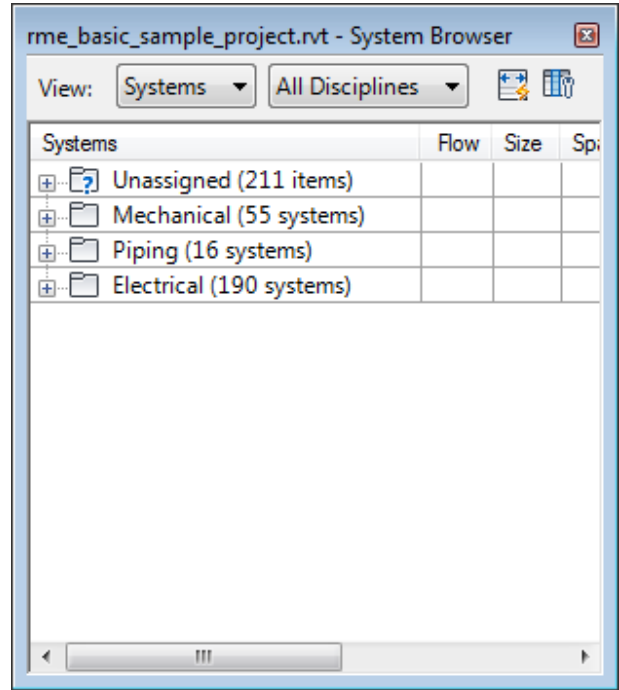 rme_basic_sample_project.rvt - System Browser
View: Systems All Disciplines
Systems Flow Size
Unassigned (211 items)
Mechanical (55 systems)
Piping (16 systems)
Electrical (190 systems)